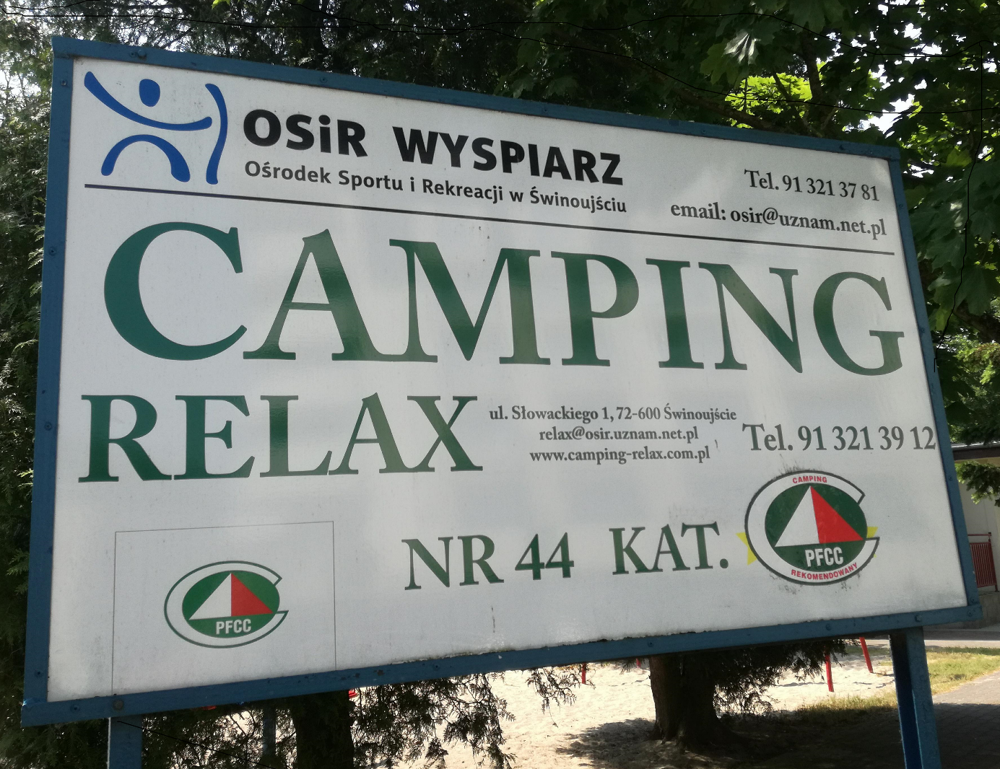 OSiR WYSPIARZ
Ośrodek Sportu i Rekreacji w Świnoujściu
Tel. 91 321 37 81
email: osir@uznam.net.pl
CAMPING
RELAX
ul. Słowackiego 1, 72-600 Świnoujście
relax@osir.uznam.net.pl
www.camping-relax.com.pl
Tel. 91 321 39 12
NR 44 KAT.
CAMPING
PFCC
REKOMENDOWANY
PFCC